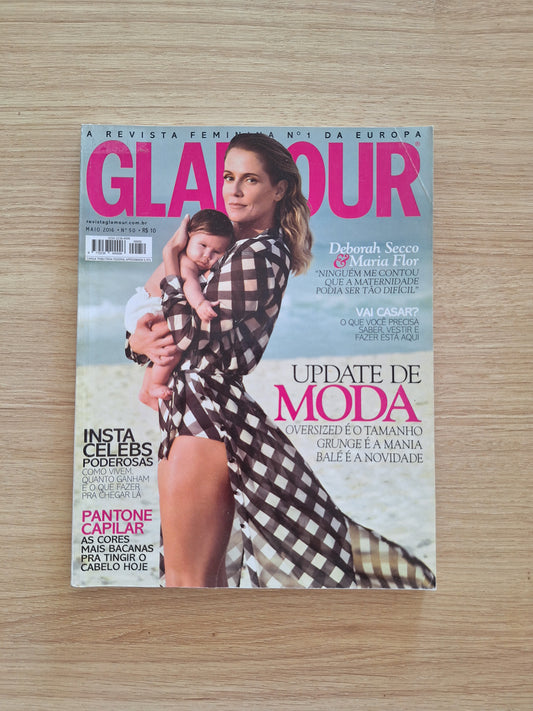 A REVISTA FEMININA Nº1 DA EUROPA
GLAMOUR
revistaglamour.com.br
MAIO 2016 • Nº 50 • R$ 10
Deborah Secco
& Maria Flor
"NINGUÉM ME CONTOU
QUE A MATERNIDADE
PODIA SER TÃO DIFÍCIL"
VAI CASAR?
O QUE VOCÊ PRECISA
SABER, VESTIR E
FAZER ESTÁ AQUI
UPDATE DE
MODA
OVERSIZED É O TAMANHO
GRUNGE É A MANIA
BALÉ É A NOVIDADE
INSTA
CELEBS
PODEROSAS
COMO VIVEM,
QUANTO GANHAM
E O QUE FAZER
PRA CHEGAR LÁ
PANTONE
CAPILAR
AS CORES
MAIS BACANAS
PRA TINGIR O
CABELO HOJE